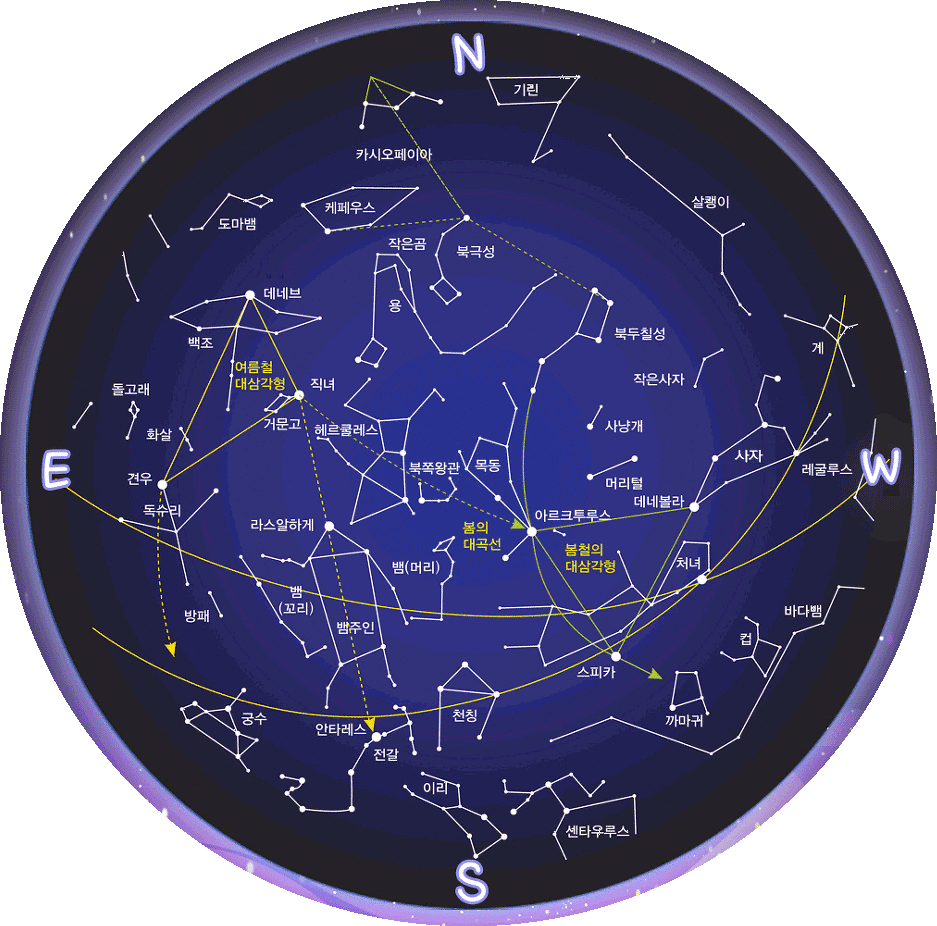 N
기린
카시오페이아
살쾡이
케페우스
도마뱀
작은곰
북극성
데네브
용
백조
북두칠성
계
여름철
대삼각형
직녀
작은사자
돌고래
거문고
헤르쿨레스
사냥개
화살
북쪽왕관
목동
사자
레굴루스
E
W
견우
머리털
데네볼라
독수리
라스알하게
봄의
대곡선
아르크투루스
봄철의
대삼각형
뱀(머리)
처녀
뱀
(꼬리)
방패
뱀주인
바다뱀
컵
스피카
궁수
안타레스
천칭
까마귀
전갈
이리
센타우루스
S